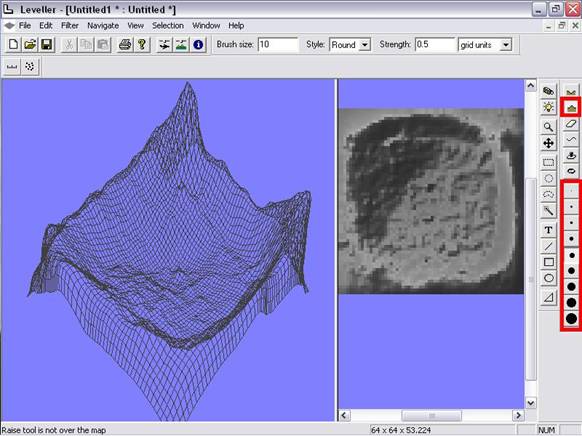 Leveller - [Untitled1 * : Untitled *]
File Edit Filter Navigate View Selection Window Help
Brush size: 10 Style: Round Strength: 0.5 grid units
T
Raise tool is not over the map 64 x 64 x 53.224 NUM